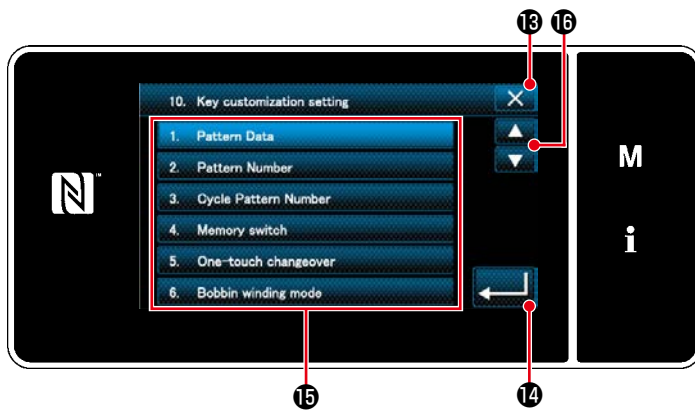 ⓭ ⓰
10. Key customization setting
1. Pattern Data
2. Pattern Number
3. Cycle Pattern Number
4. Memory switch
5. One-touch changeover
6. Bobbin winding mode
M
i
N™
⓯ ⓮